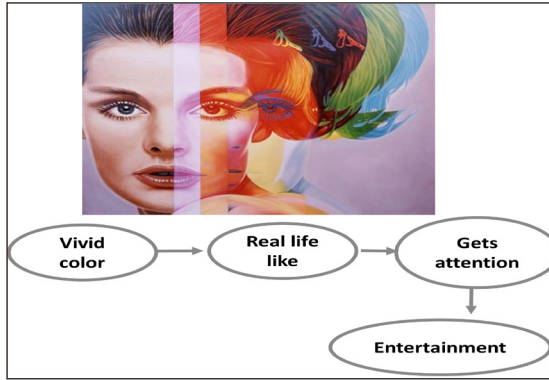 Vivid
color
Real life
like
Gets
attention
Entertainment